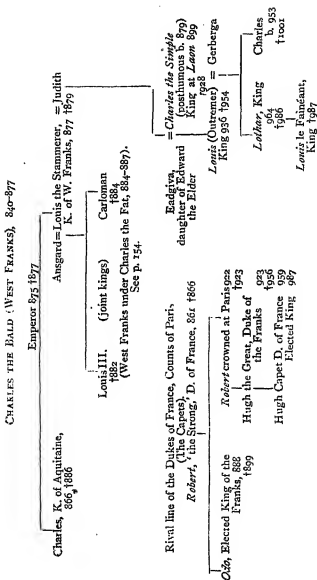 CHARLES THE BALD (WEST FRANKS), 840-877
Emperor 875 †877
Charles, K. of Aquitaine,
866, †886
Ansgard=Louis the Stammerer, = Judith
K. of W. Franks, 877 †879
Louis III. (joint kings) Carloman
†882 †884
(West Franks under Charles the Fat, 884-887).
See p. 154.
Eadgiva, =Charles the Simple
daughter of Edward (posthumous b. 879)
the Elder King at Laon 899
†928
Louis (Outremer) = Gerberga
King 936 †954
Lothar, King Charles
964 b. 953
†986 †1001
Louis le Fainéant,
King †987
Rival line of the Dukes of France, Counts of Paris
(The Capets).
Robert, the Strong, D. of France, 861 †866
Odo, Elected King of the
Franks, 888
†899
Robert crowned at Paris 922
†923
Hugh the Great, Duke of 923
the Franks †956
Hugh Capet D. of France 959
Elected King 987